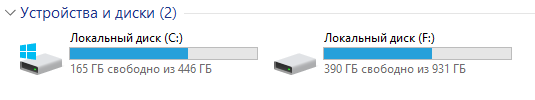 Устройства и диски (2)
Локальный диск (C:)
165 ГБ свободно из 446 ГБ
Локальный диск (F:)
390 ГБ свободно из 931 ГБ